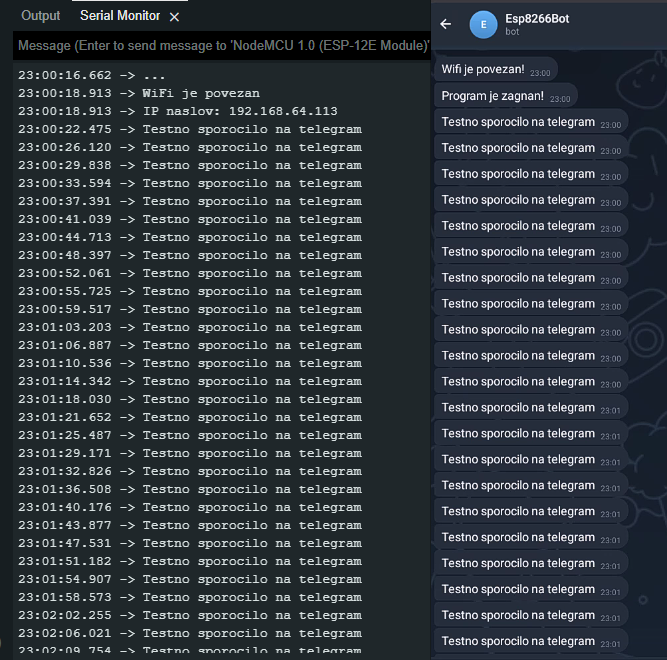 Output
Serial Monitor
Message (Enter to send message to 'NodeMCU 1.0 (ESP-12E Module)'
23:00:16.662 -> ...
23:00:18.913 -> WiFi je povezan
23:00:18.913 -> IP naslov: 192.168.64.113
23:00:22.475 -> Testno sporocilo na telegram
23:00:26.120 -> Testno sporocilo na telegram
23:00:29.838 -> Testno sporocilo na telegram
23:00:33.594 -> Testno sporocilo na telegram
23:00:37.391 -> Testno sporocilo na telegram
23:00:41.039 -> Testno sporocilo na telegram
23:00:44.713 -> Testno sporocilo na telegram
23:00:48.397 -> Testno sporocilo na telegram
23:00:52.061 -> Testno sporocilo na telegram
23:00:55.725 -> Testno sporocilo na telegram
23:00:59.517 -> Testno sporocilo na telegram
23:01:03.203 -> Testno sporocilo na telegram
23:01:06.887 -> Testno sporocilo na telegram
23:01:10.536 -> Testno sporocilo na telegram
23:01:14.342 -> Testno sporocilo na telegram
23:01:18.030 -> Testno sporocilo na telegram
23:01:21.652 -> Testno sporocilo na telegram
23:01:25.487 -> Testno sporocilo na telegram
23:01:29.171 -> Testno sporocilo na telegram
23:01:32.826 -> Testno sporocilo na telegram
23:01:36.508 -> Testno sporocilo na telegram
23:01:40.176 -> Testno sporocilo na telegram
23:01:43.877 -> Testno sporocilo na telegram
23:01:47.531 -> Testno sporocilo na telegram
23:01:51.182 -> Testno sporocilo na telegram
23:01:54.907 -> Testno sporocilo na telegram
23:01:58.573 -> Testno sporocilo na telegram
23:02:02.255 -> Testno sporocilo na telegram
23:02:06.021 -> Testno sporocilo na telegram
23:02:09.754 -> Testno sporocilo na telegram
E
Esp8266Bot
bot
Wifi je povezan! 23:00
Program je zagnan! 23:00
Testno sporocilo na telegram 23:00
Testno sporocilo na telegram 23:00
Testno sporocilo na telegram 23:00
Testno sporocilo na telegram 23:00
Testno sporocilo na telegram 23:00
Testno sporocilo na telegram 23:00
Testno sporocilo na telegram 23:00
Testno sporocilo na telegram 23:00
Testno sporocilo na telegram 23:00
Testno sporocilo na telegram 23:00
Testno sporocilo na telegram 23:00
Testno sporocilo na telegram 23:01
Testno sporocilo na telegram 23:01
Testno sporocilo na telegram 23:01
Testno sporocilo na telegram 23:01
Testno sporocilo na telegram 23:01
Testno sporocilo na telegram 23:01
Testno sporocilo na telegram 23:01
Testno sporocilo na telegram 23:01
Testno sporocilo na telegram 23:01
Testno sporocilo na telegram 23:01